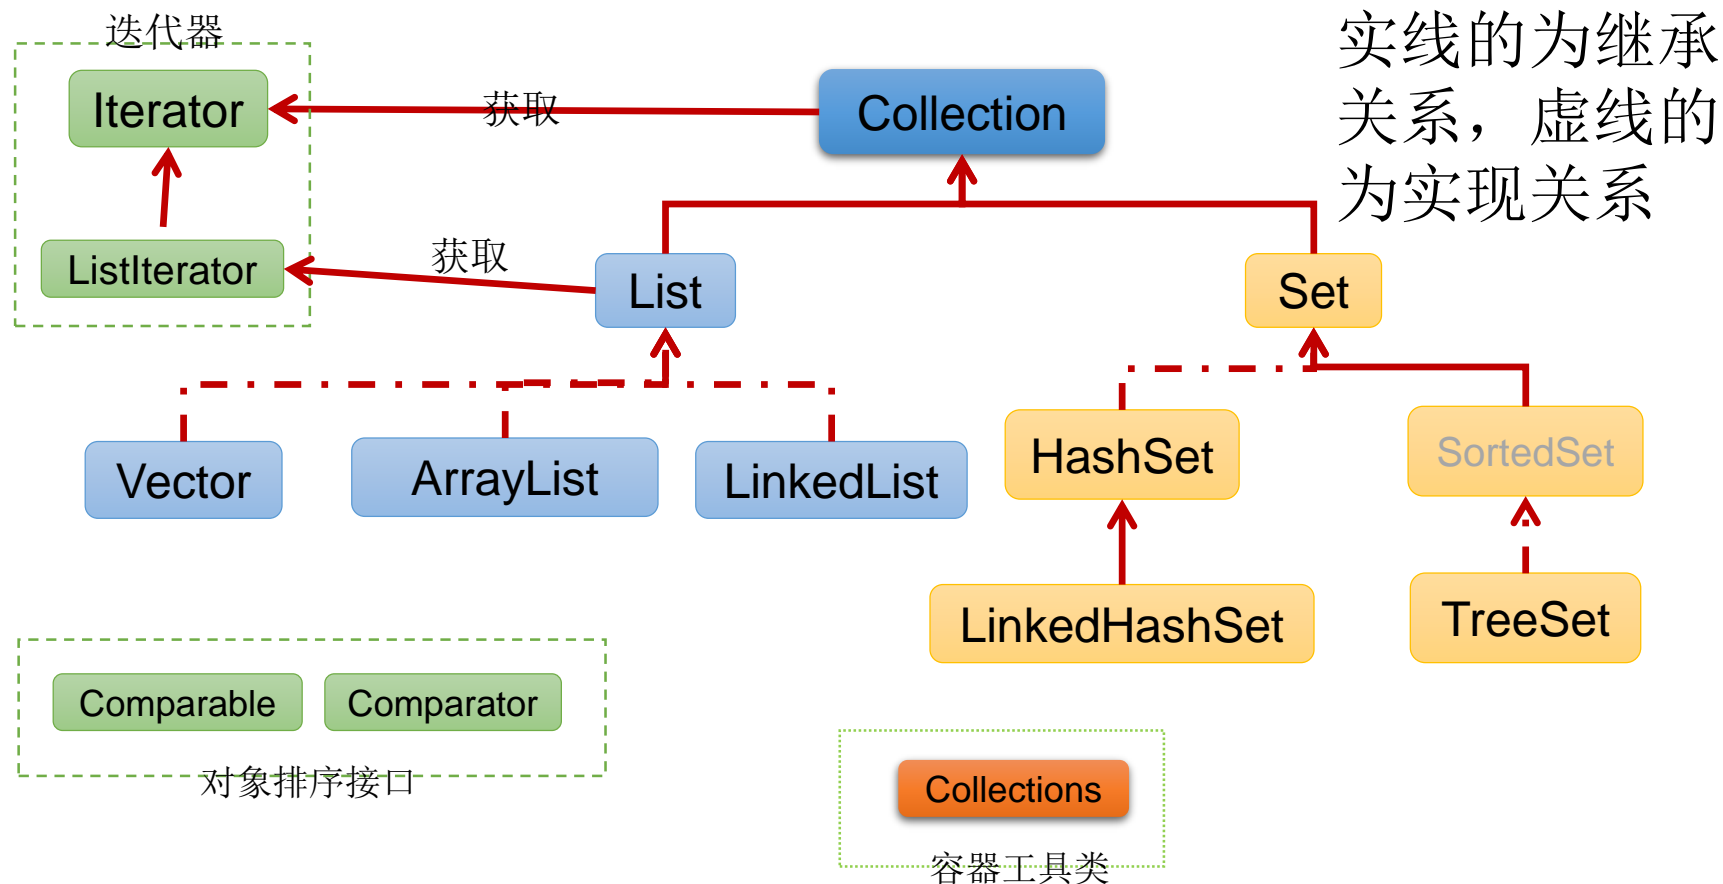 迭代器
实线的为继承
关系，虚线的
为实现关系
Iterator
获取
Collection
ListIterator
获取
List
Set
Vector
ArrayList
LinkedList
HashSet
SortedSet
LinkedHashSet
TreeSet
Comparable
Comparator
对象排序接口
Collections
容器工具类